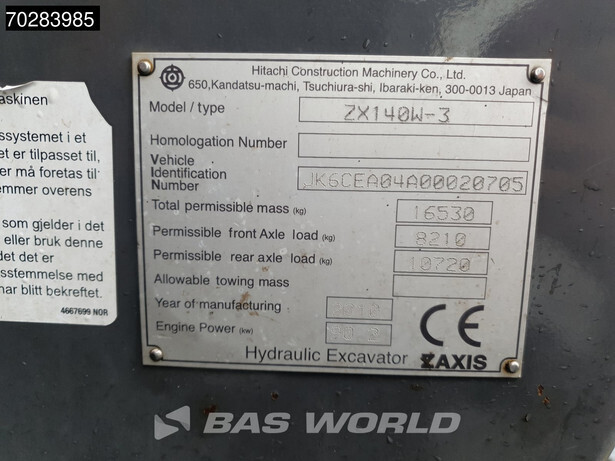 70283985
askinen
ssystemet i et
et er tilpasset til,
er må foretas til
emmer overens
som gjelder i det
eller bruk denne
det det er
sstemmelse med
har blitt bekreftet.
4667699 NOR
Hitachi Construction Machinery Co., Ltd.
650,Kandatsu-machi, Tsuchiura-shi, Ibaraki-ken, 300-0013 Japan
Model / type ZX140W-3
Homologation Number
Vehicle
Identification
Number JK6CEA04A00020705
Total permissible mass (kg) 16530
Permissible front Axle load (kg) 8210
Permissible rear axle load (kg) 10720
Allowable towing mass
Year of manufacturing
Engine Power (kw)
CE
Hydraulic Excavator ZAXIS
BAS WORLD